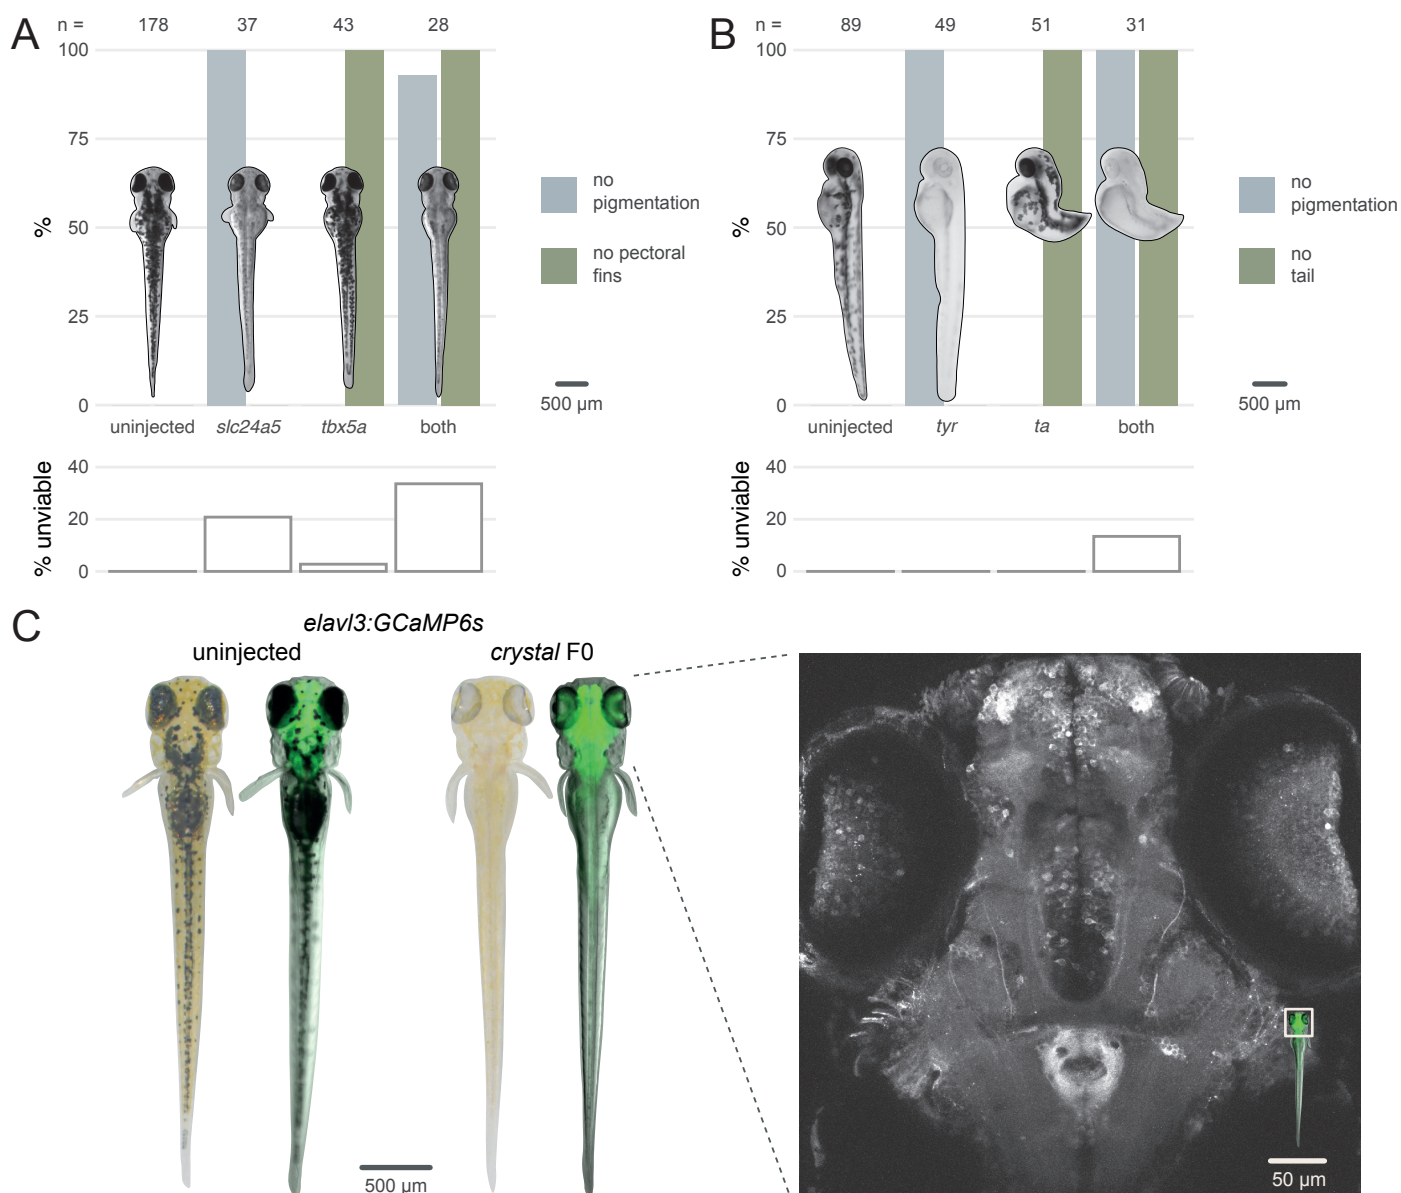 A
n = 178 37 43 28
100
75
%
50
25
0
uninjected slc24a5 tbx5a both
no
pigmentation
no pectoral
fins
500 µm
40
% unviable
20
0
B
n = 89 49 51 31
100
75
%
50
25
0
uninjected tyr ta both
no
pigmentation
no
tail
500 µm
40
% unviable
20
0
C
elavl3:GCaMP6s
uninjected crystal F0
500 µm
50 µm